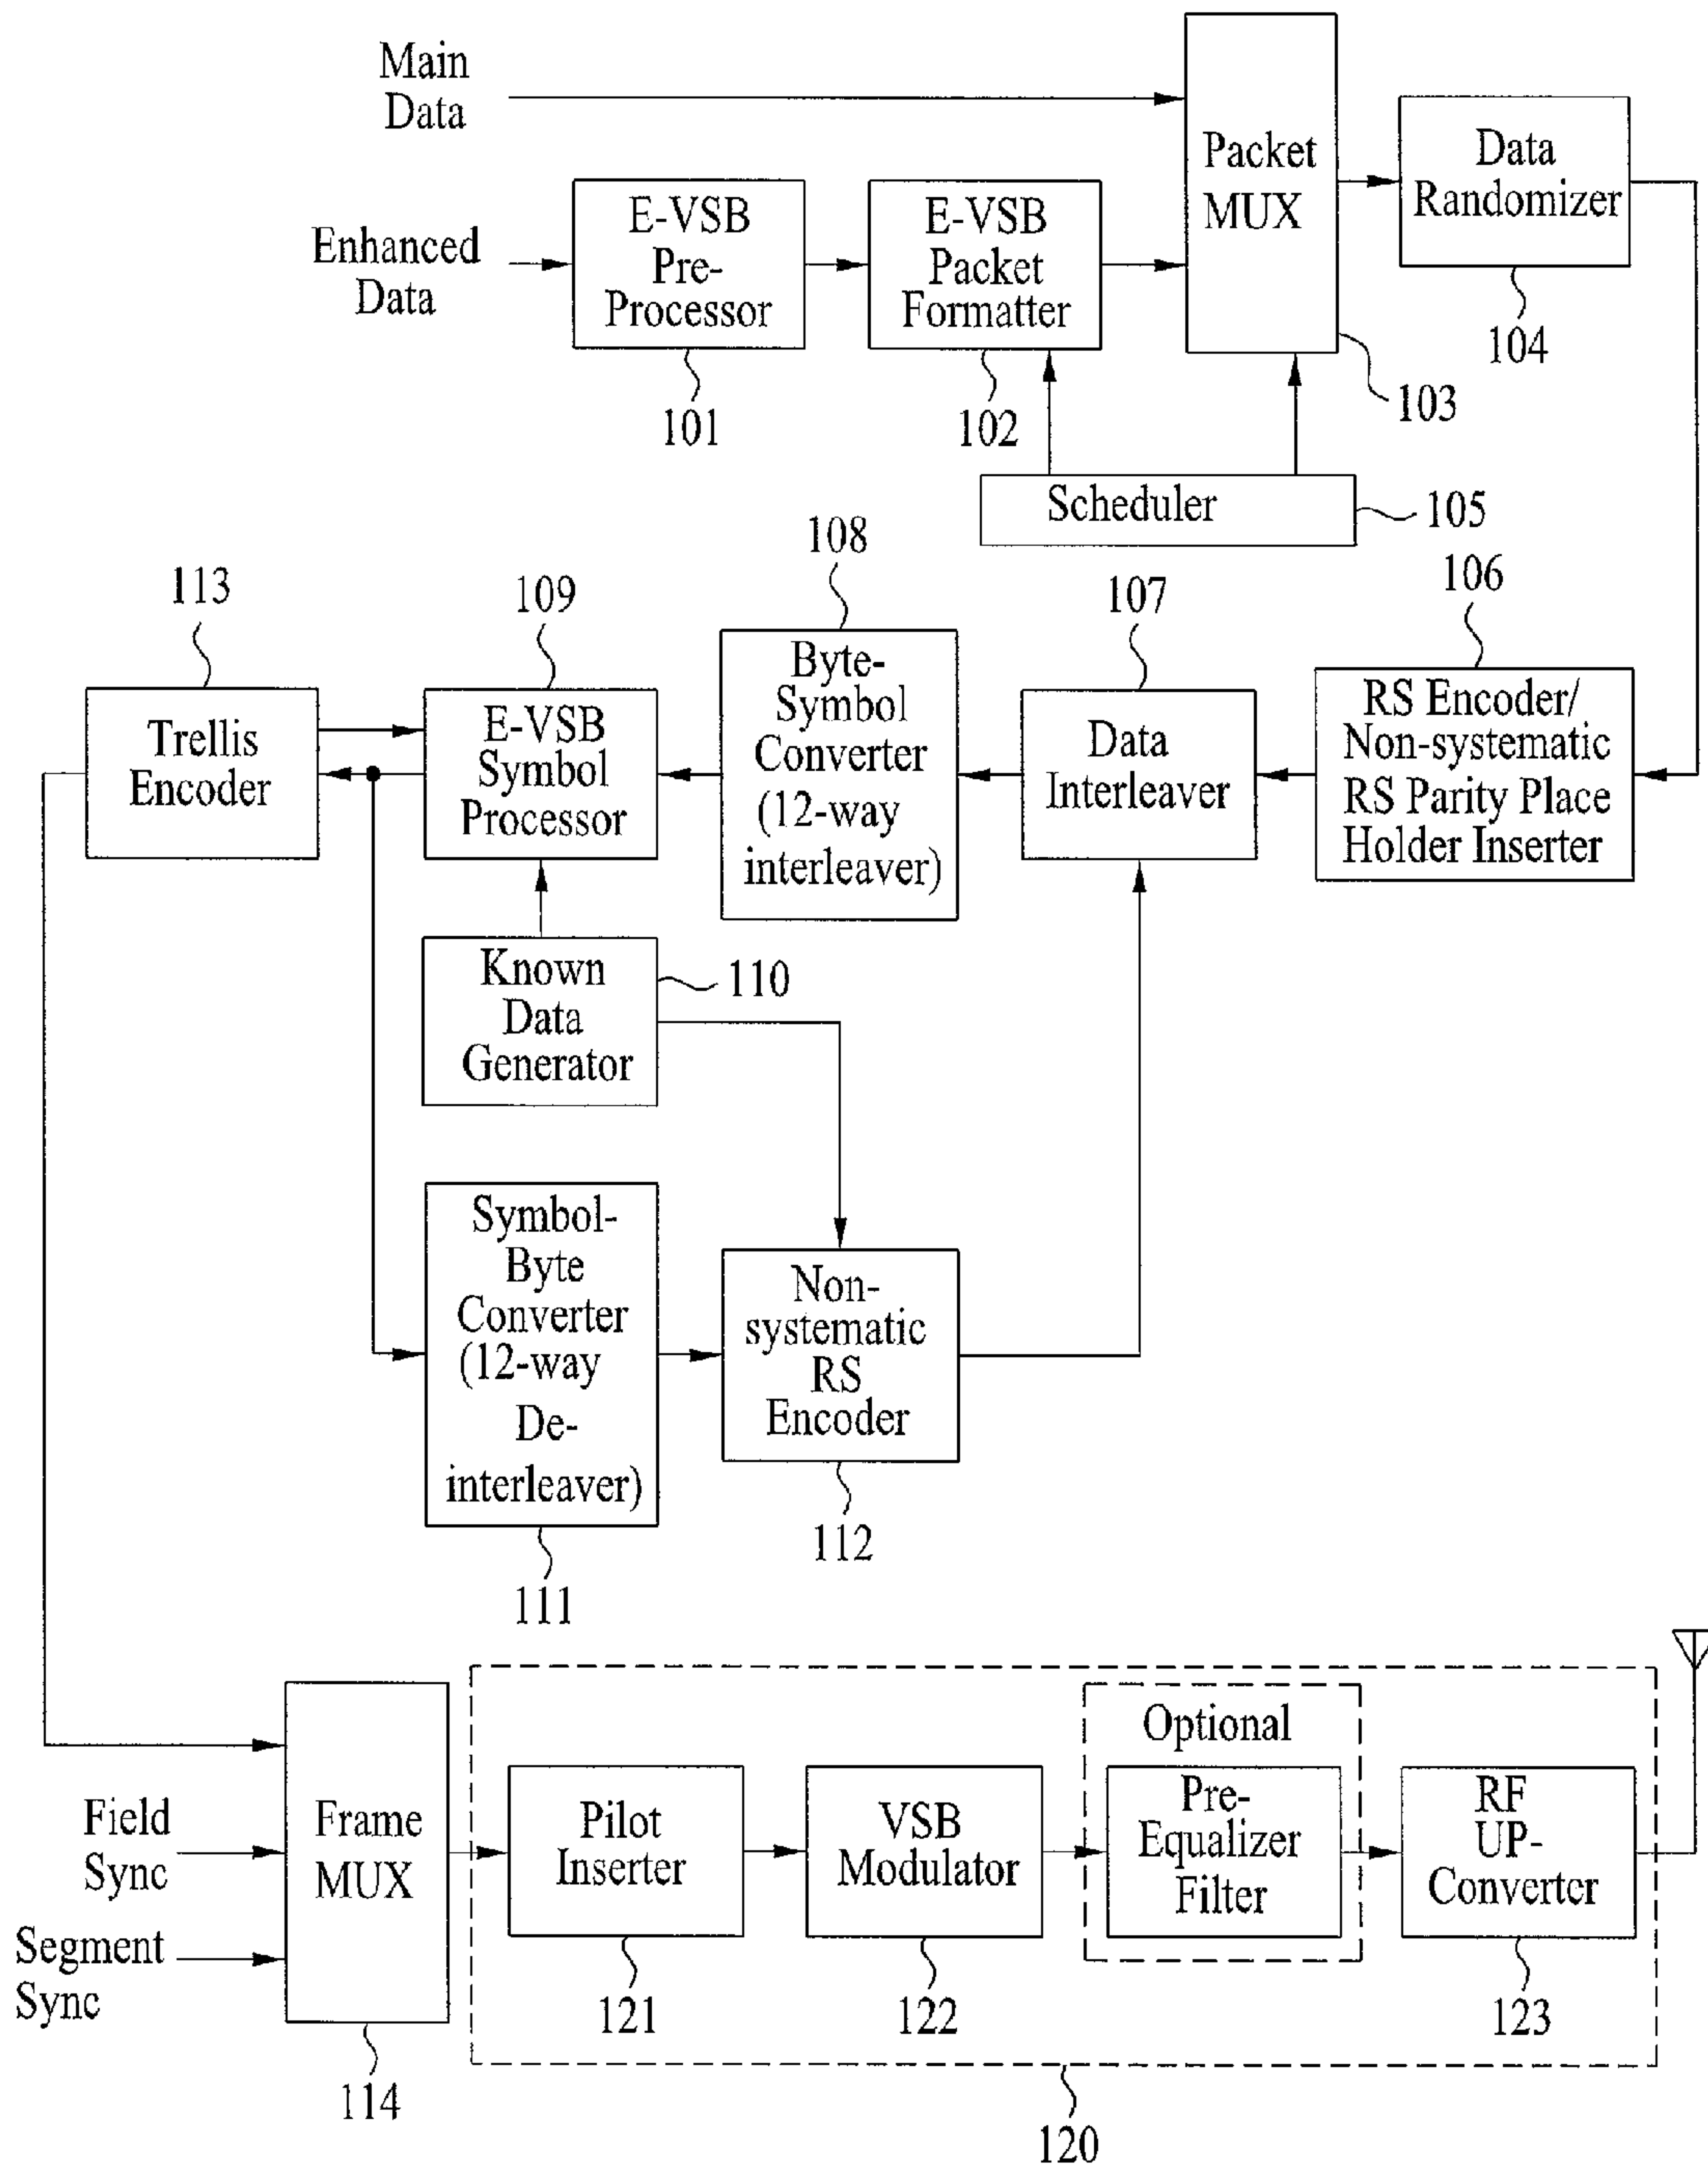 Main
Data
Enhanced
Data
E-VSB
Pre-
Processor
101
E-VSB
Packet
Formatter
102
Packet
MUX
103
Data
Randomizer
104
Scheduler
105
RS Encoder/
Non-systematic
RS Parity Place
Holder Inserter
106
Data
Interleaver
107
Byte-
Symbol
Converter
(12-way
interleaver)
108
E-VSB
Symbol
Processor
109
Trellis
Encoder
113
Known
Data
Generator
110
Symbol-
Byte
Converter
(12-way
De-
interleaver)
111
Non-
systematic
RS
Encoder
112
Field
Sync
Segment
Sync
Frame
MUX
114
Pilot
Inserter
121
VSB
Modulator
122
Optional
Pre-
Equalizer
Filter
RF
UP-
Converter
123
120